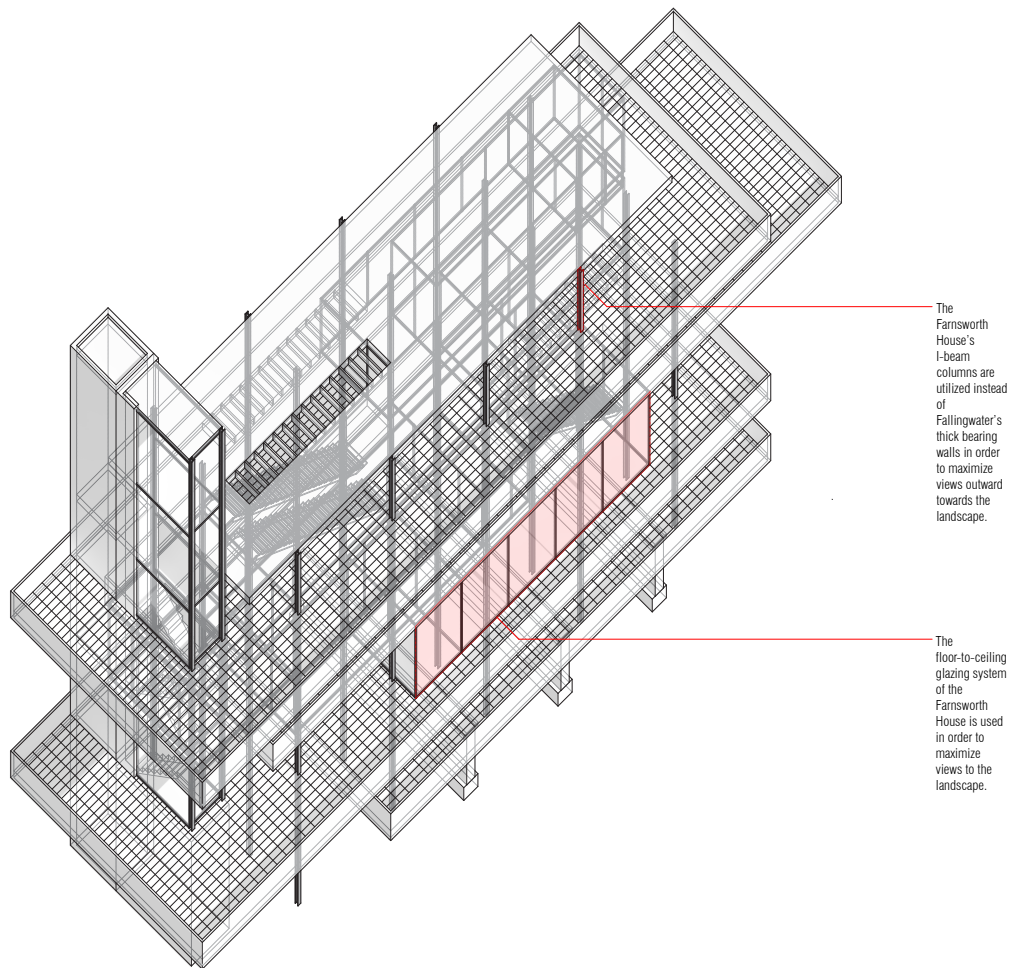 The
Farnsworth
House's
I-beam
columns are
utilized instead
of
Fallingwater's
thick bearing
walls in order
to maximize
views outward
towards the
landscape.
The
floor-to-ceiling
glazing system
of the
Farnsworth
House is used
in order to
maximize
views to the
landscape.